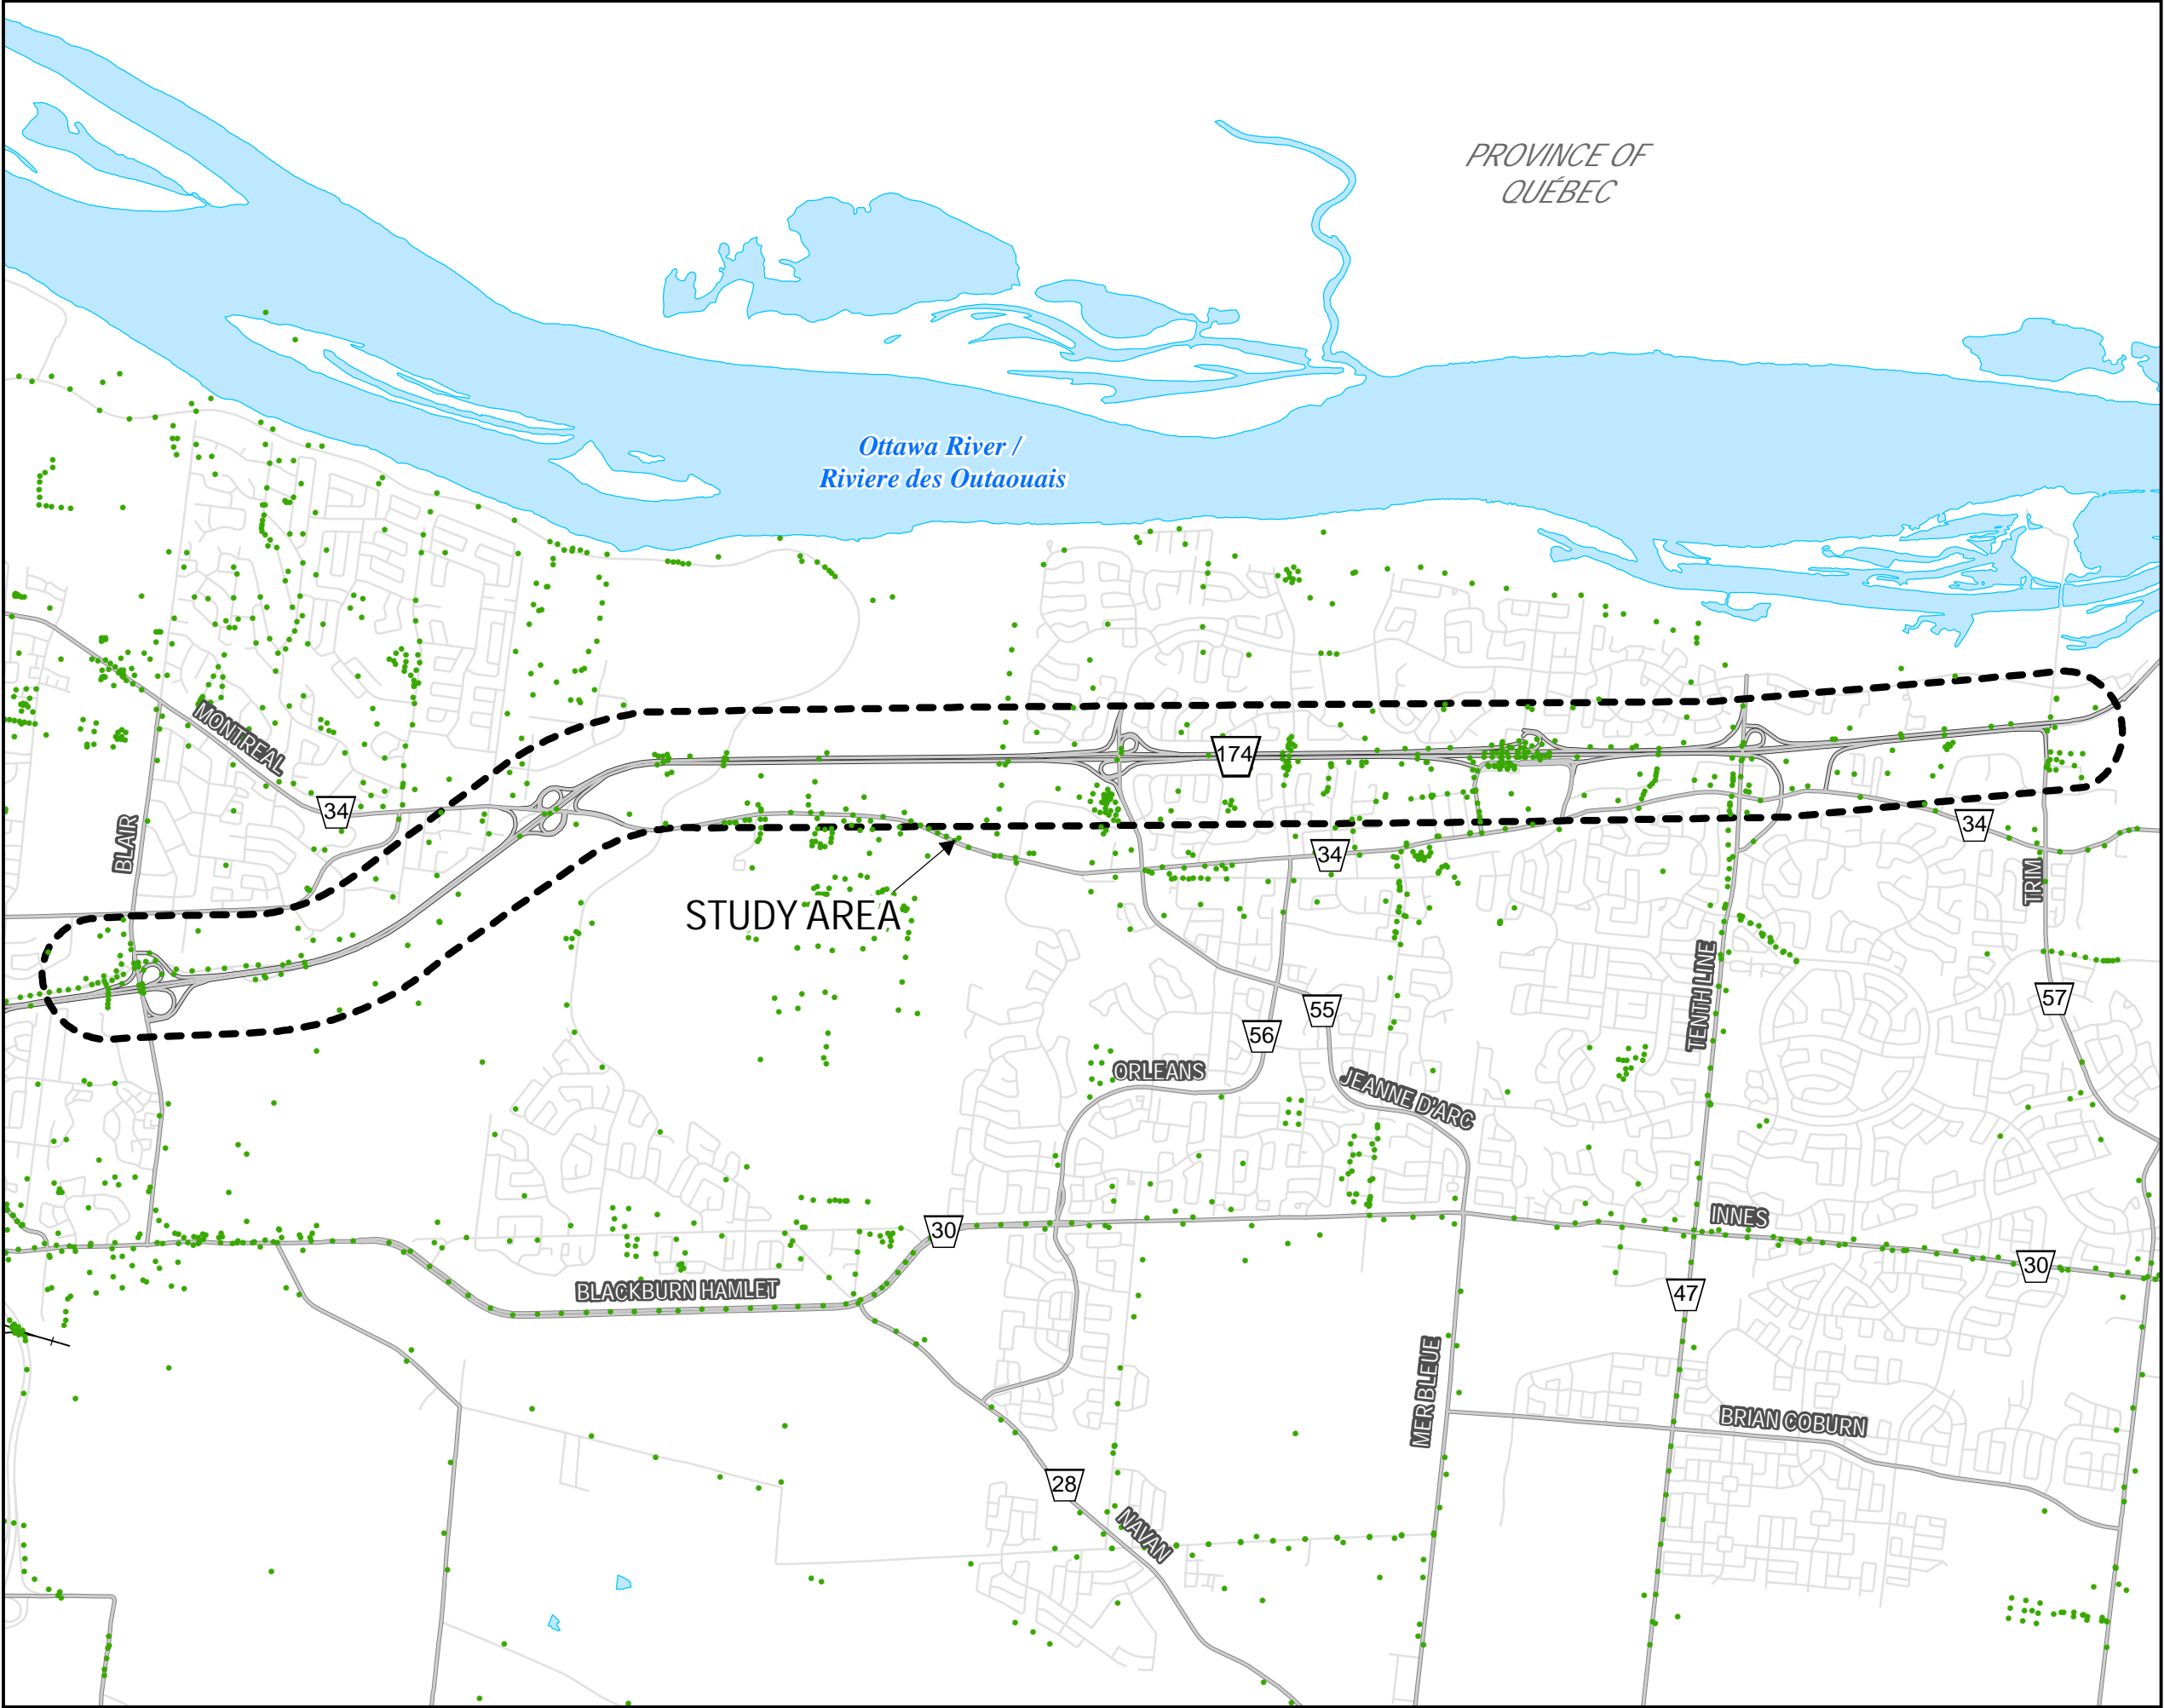 PROVINCE OF
QUÉBEC
Ottawa River /
Riviere des Outaouais
MONTREAL
174
34
34
34
BLAIR
TRIM
STUDY AREA
TENTH LINE
57
55
56
ORLEANS
JEANNE D'ARC
INNES
30
30
BLACKBURN HAMLET
47
MER BLEUE
BRIAN COBURN
28
NAVAN